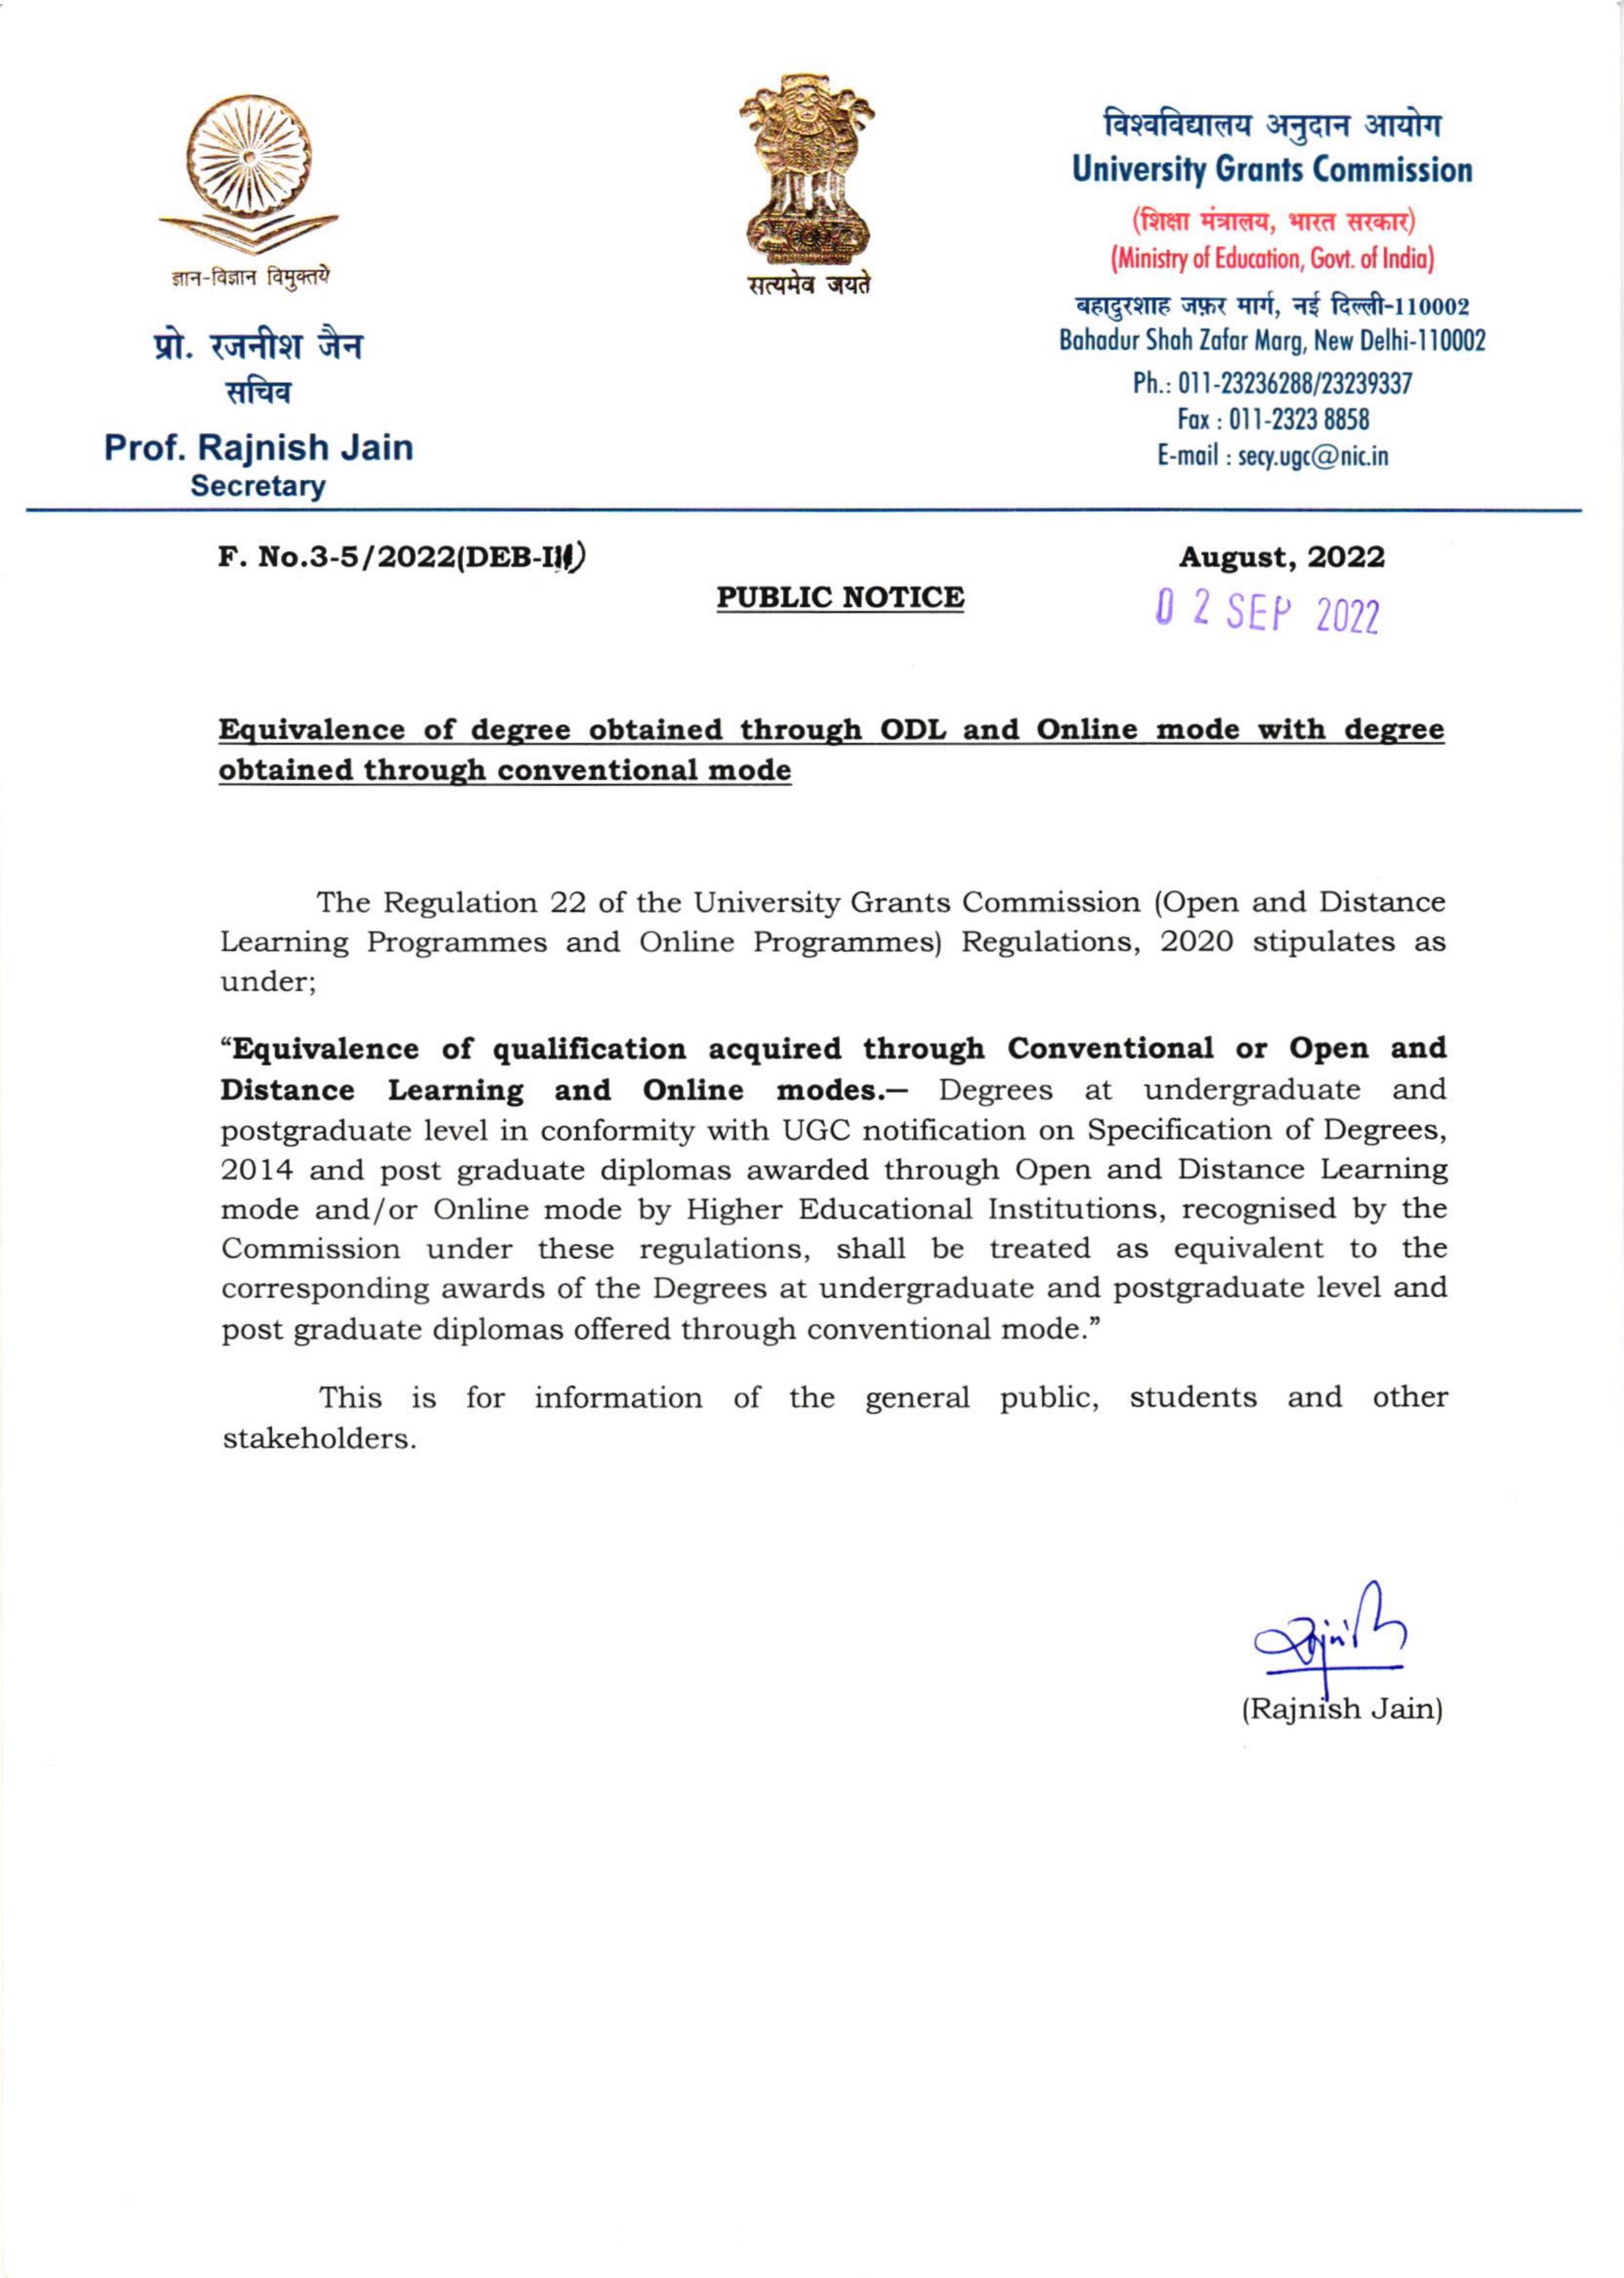 ज्ञान-विज्ञान विमुक्तये
प्रो. रजनीश जैन
सचिव
Prof. Rajnish Jain
Secretary
सत्यमेव जयते
विश्वविद्यालय अनुदान आयोग
University Grants Commission
(शिक्षा मंत्रालय, भारत सरकार)
(Ministry of Education, Govt. of India)
बहादुरशाह जफ़र मार्ग, नई दिल्ली-110002
Bahadur Shah Zafar Marg, New Delhi-110002
Ph.: 011-23236288/23239337
Fax : 011-2323 8858
E-mail : secy.ugc@nic.in
F. No.3-5/2022(DEB-III)
August, 2022
PUBLIC NOTICE
02 SEP 2022
Equivalence of degree obtained through ODL and Online mode with degree
obtained through conventional mode
The Regulation 22 of the University Grants Commission (Open and Distance
Learning Programmes and Online Programmes) Regulations, 2020 stipulates as
under;
“Equivalence of qualification acquired through Conventional or Open and
Distance Learning and Online modes.— Degrees at undergraduate and
postgraduate level in conformity with UGC notification on Specification of Degrees,
2014 and post graduate diplomas awarded through Open and Distance Learning
mode and/or Online mode by Higher Educational Institutions, recognised by the
Commission under these regulations, shall be treated as equivalent to the
corresponding awards of the Degrees at undergraduate and postgraduate level and
post graduate diplomas offered through conventional mode.”
This is for information of the general public, students and other
stakeholders.
Rajnish
(Rajnish Jain)